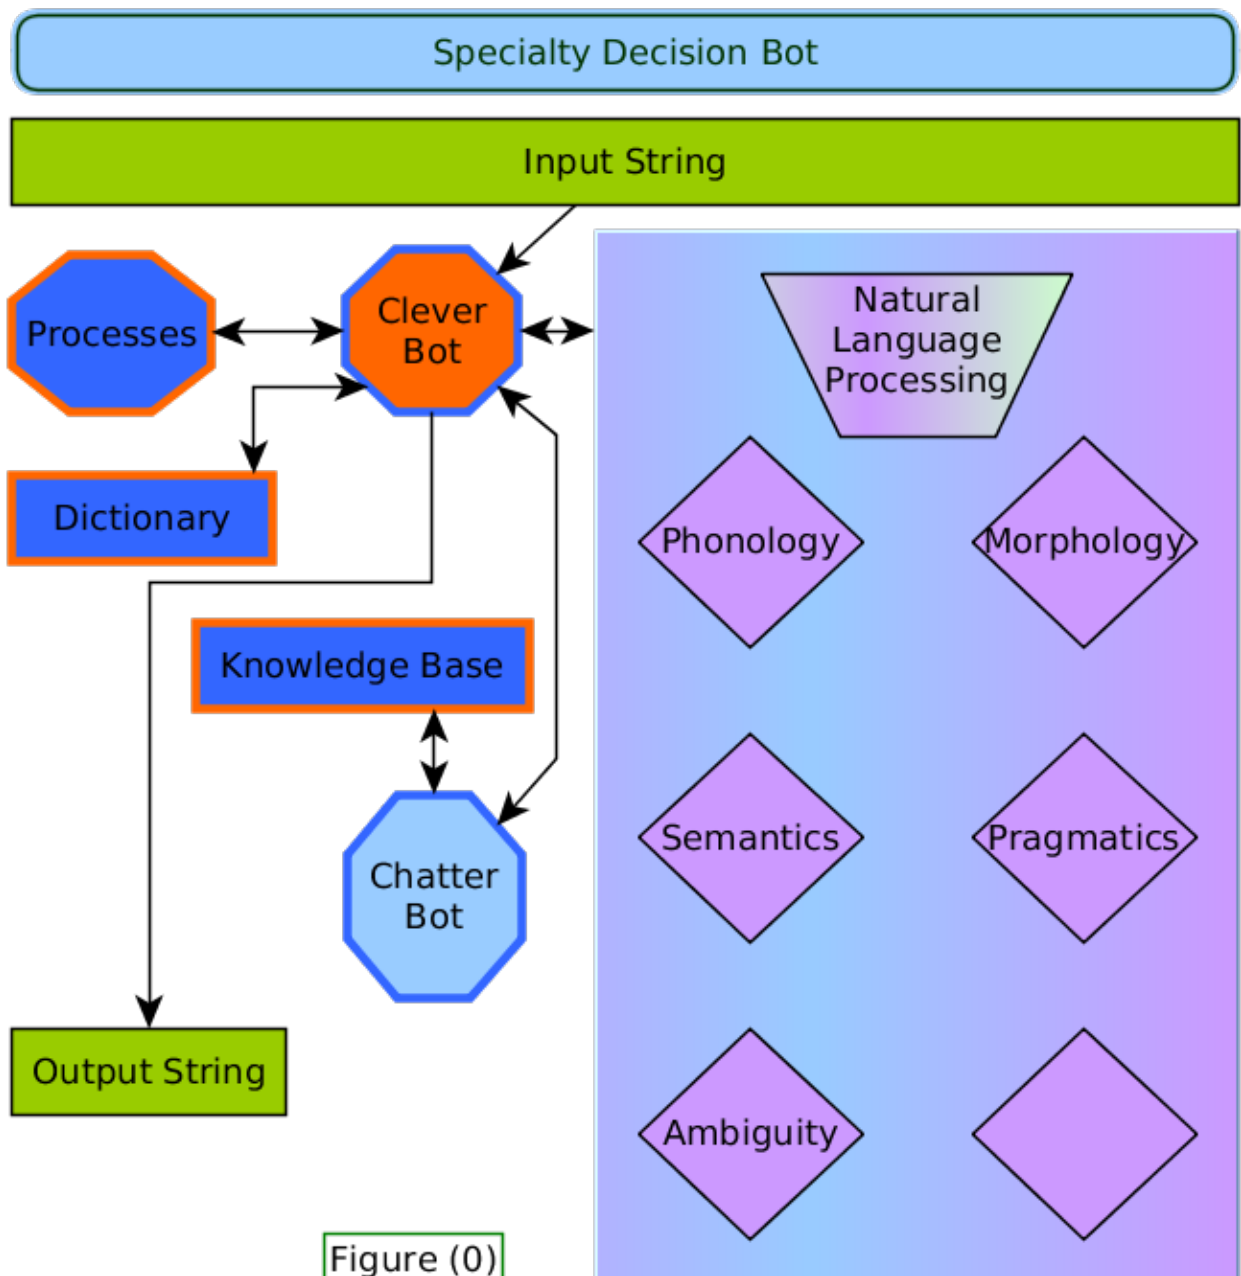 Specialty Decision Bot
Input String
Processes
Clever
Bot
Natural
Language
Processing
Dictionary
Phonology
Morphology
Knowledge Base
Semantics
Pragmatics
Chatter
Bot
Output String
Ambiguity
Figure (0)